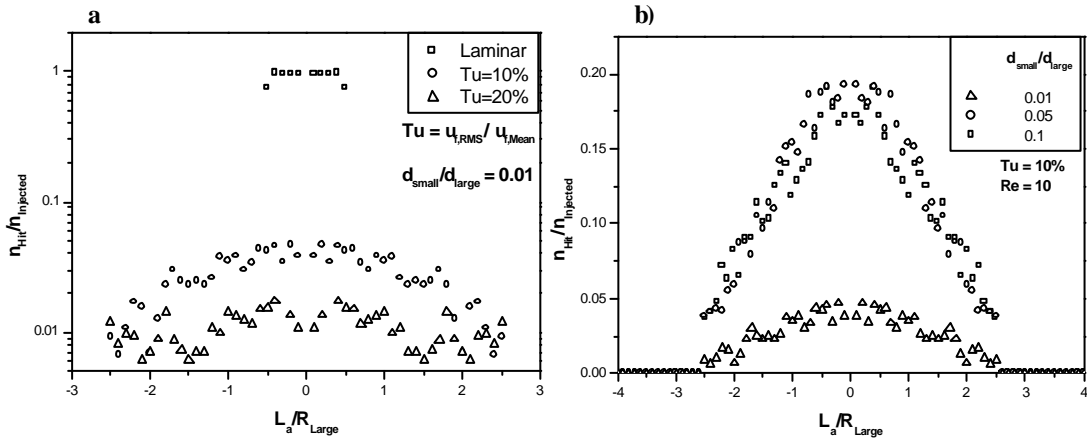 a
n_Hit/n_Injected
1
0.1
0.01
Laminar
Tu=10%
Tu=20%
Tu = u_f,RMS / u_f,Mean
d_small/d_large = 0.01
-3 -2 -1 0 1 2 3
L_a/R_Large
b)
n_Hit/n_Injected
0.20
0.15
0.10
0.05
0.00
d_small/d_large
0.01
0.05
0.1
Tu = 10%
Re = 10
-4 -3 -2 -1 0 1 2 3 4
L_a/R_Large